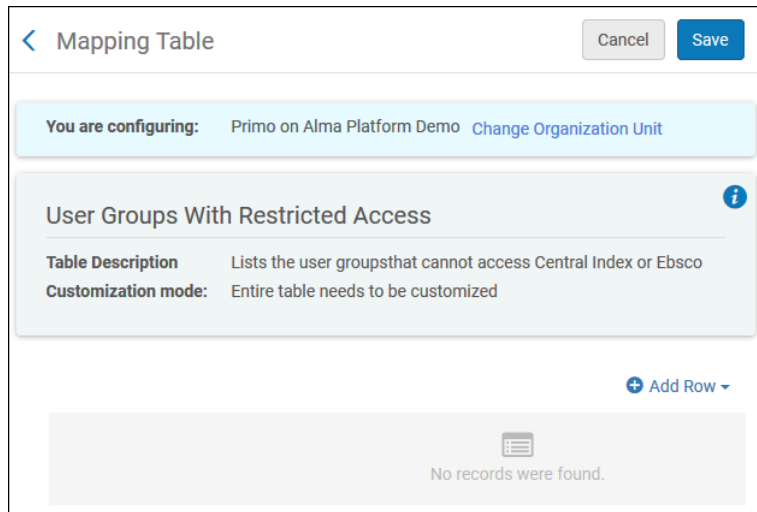 Mapping Table
Cancel
Save
You are configuring: Primo on Alma Platform Demo Change Organization Unit
User Groups With Restricted Access
Table Description Lists the user groupsthat cannot access Central Index or Ebsco
Customization mode: Entire table needs to be customized
Add Row
No records were found.